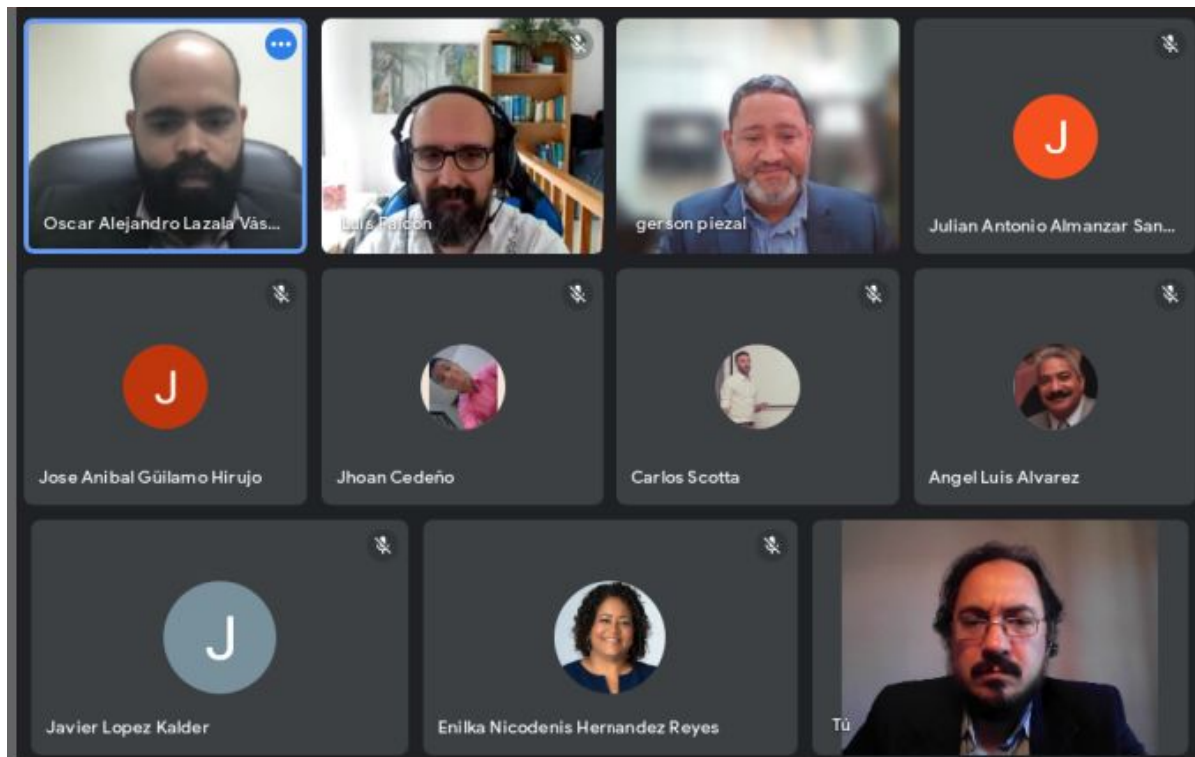 Oscar Alejandro Lazala Vás...
Luis Falcon
gerson piezal
J
Julian Antonio Almanzar San...
J
Jose Anibal Güilamo Hirujo
Jhoan Cedeño
Carlos Scotta
Angel Luis Alvarez
J
Javier Lopez Kalder
Enilka Nicodenis Hernandez Reyes
Tú